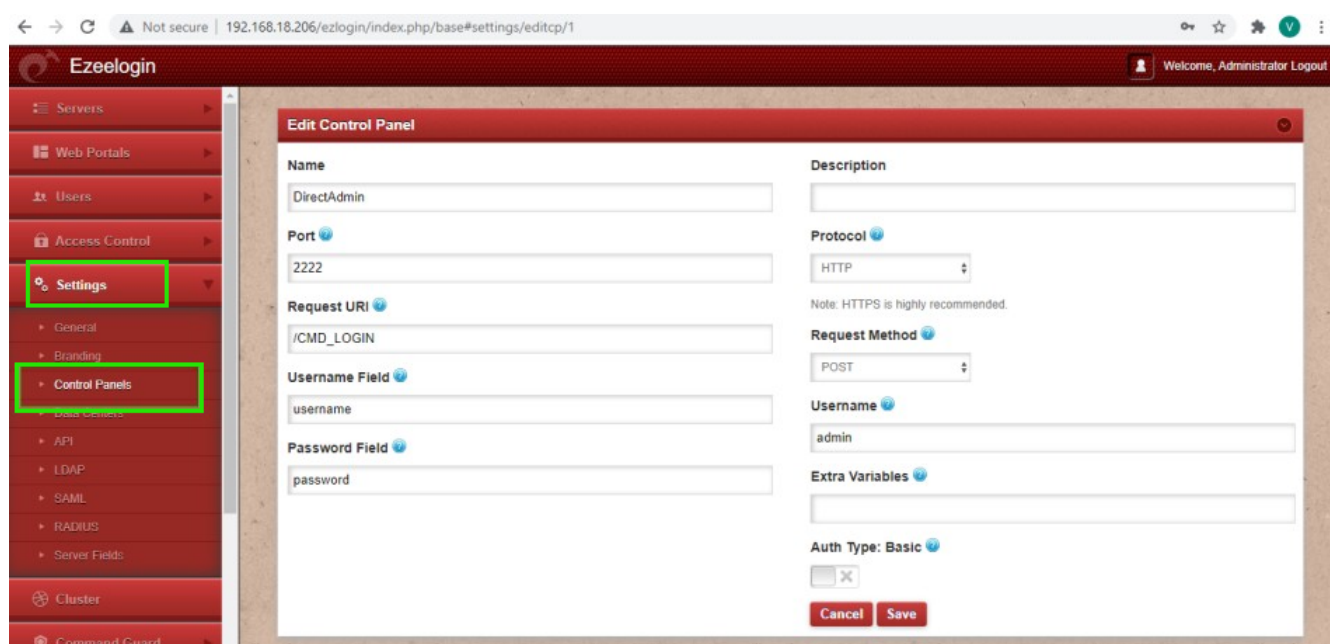 Not secure | 192.168.18.206/ezlogin/index.php/base#settings/editcp/1
V
Ezeelogin
Welcome, Administrator Logout
Servers
Web Portals
Users
Access Control
Settings
General
Branding
Control Panels
Data Centers
API
LDAP
SAML
RADIUS
Server Fields
Cluster
Command Guard
Edit Control Panel
Name
DirectAdmin
Port
2222
Request URI
/CMD_LOGIN
Username Field
username
Password Field
password
Description
Protocol
HTTP
Note: HTTPS is highly recommended.
Request Method
POST
Username
admin
Extra Variables
Auth Type: Basic
Cancel Save